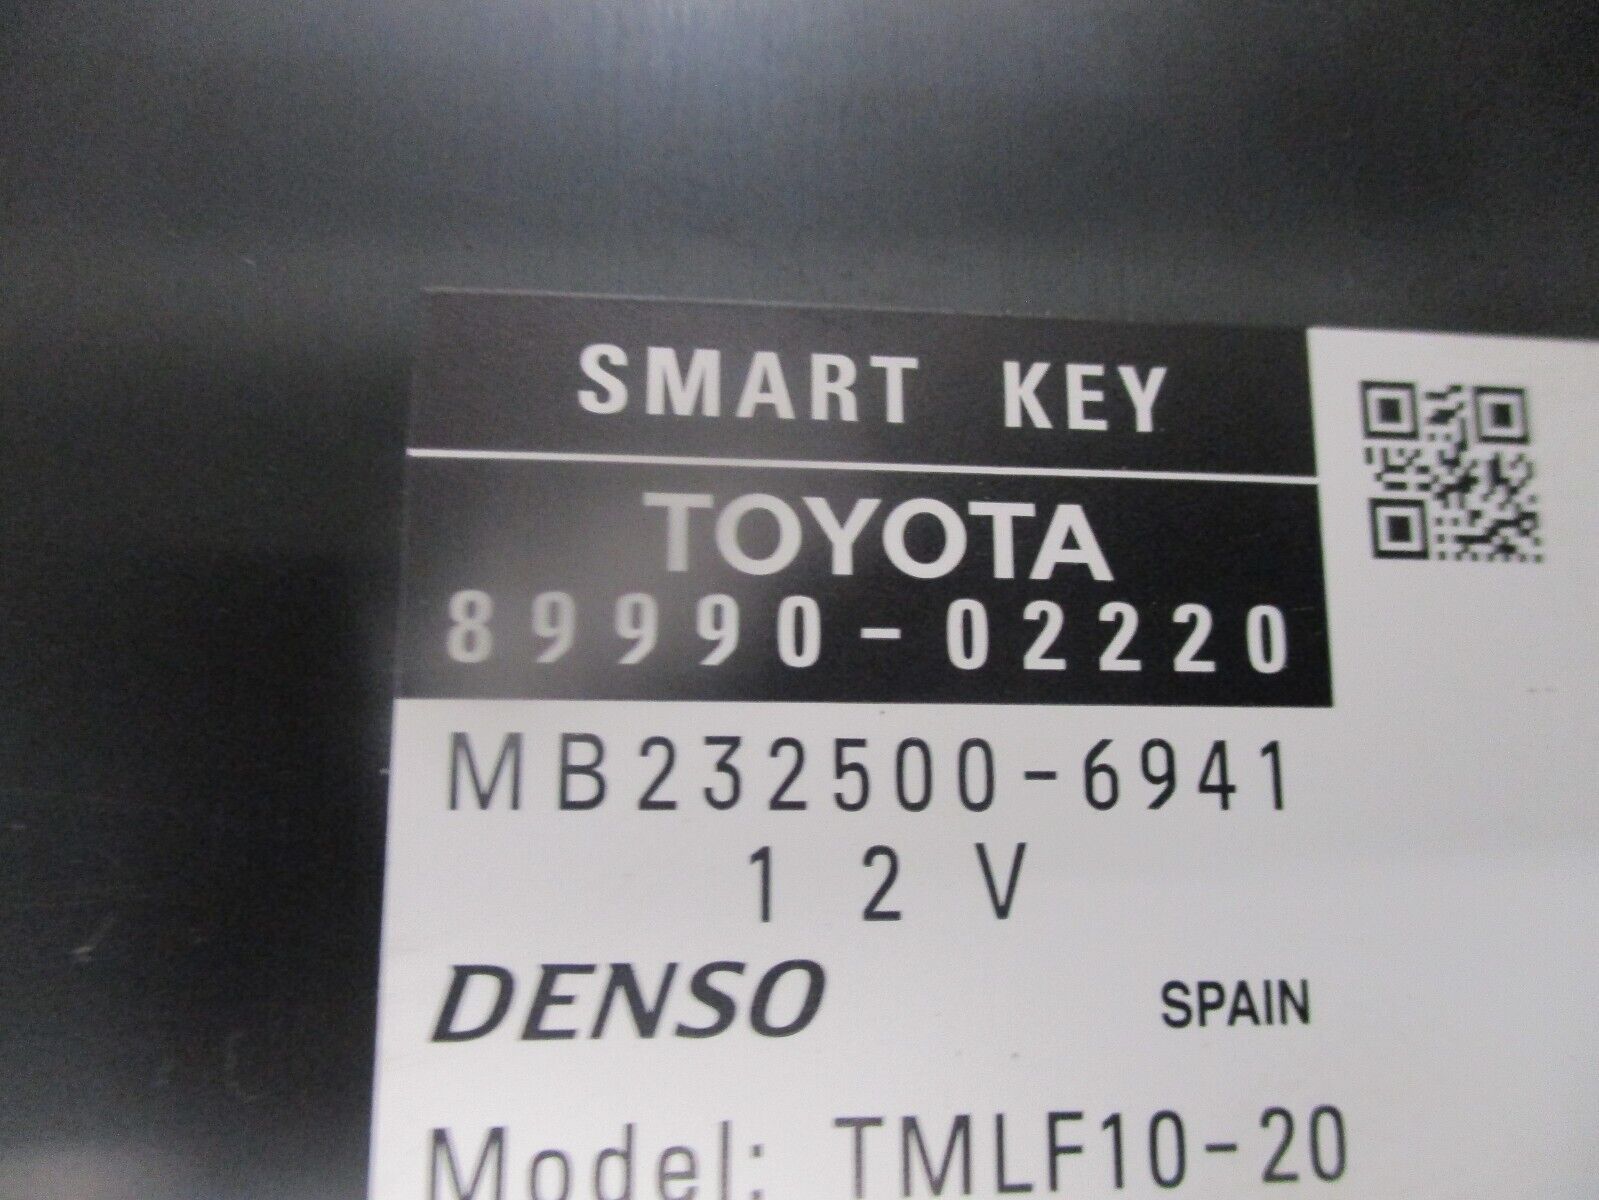 SMART KEY
TOYOTA
89990-02220
MB232500-6941
12V
DENSO SPAIN
Model: TMLF10-20